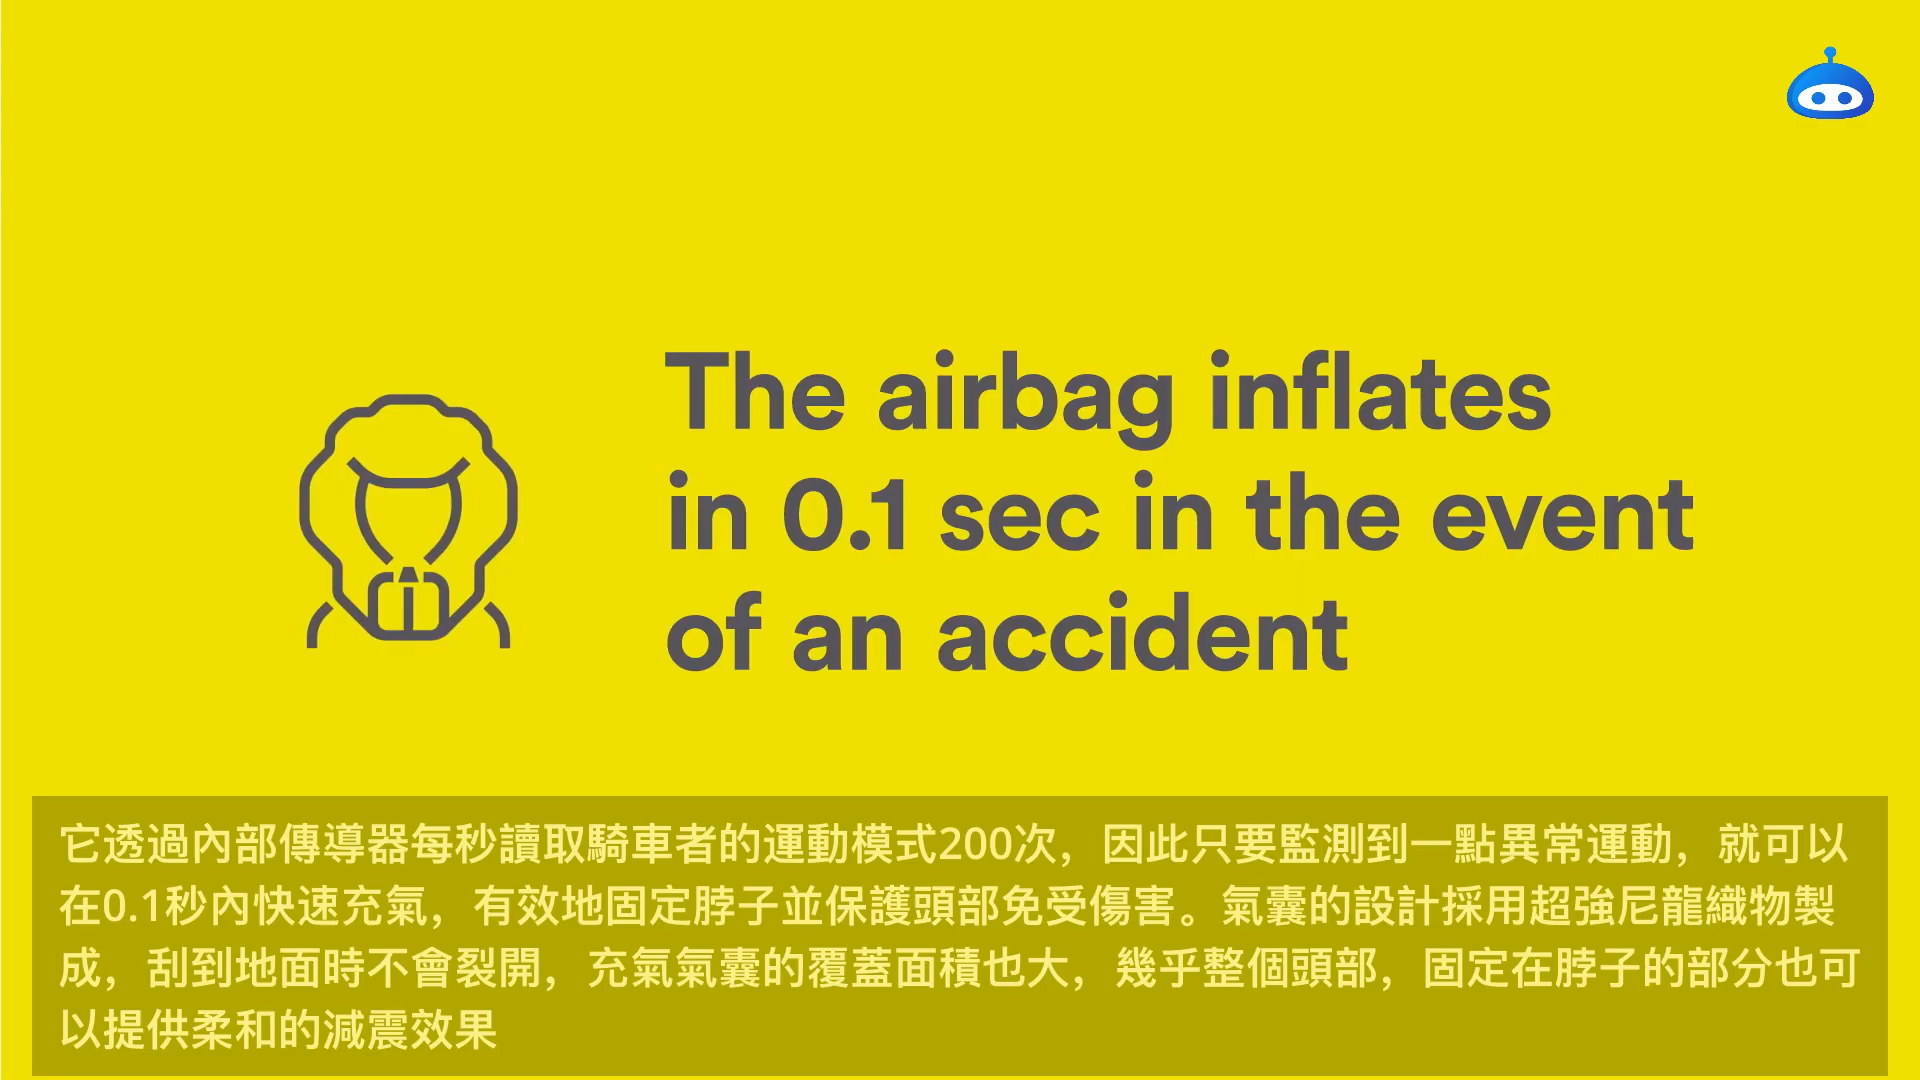 The airbag inflates
in 0.1 sec in the event
of an accident
它透過內部傳導器每秒讀取騎車者的運動模式200次，因此只要監測到一點異常運動，就可以
在0.1秒內快速充氣，有效地固定脖子並保護頭部免受傷害。氣囊的設計採用超強尼龍織物製
成，刮到地面時不會裂開，充氣氣囊的覆蓋面積也大，幾乎整個頭部，固定在脖子的部分也可
以提供柔和的減震效果